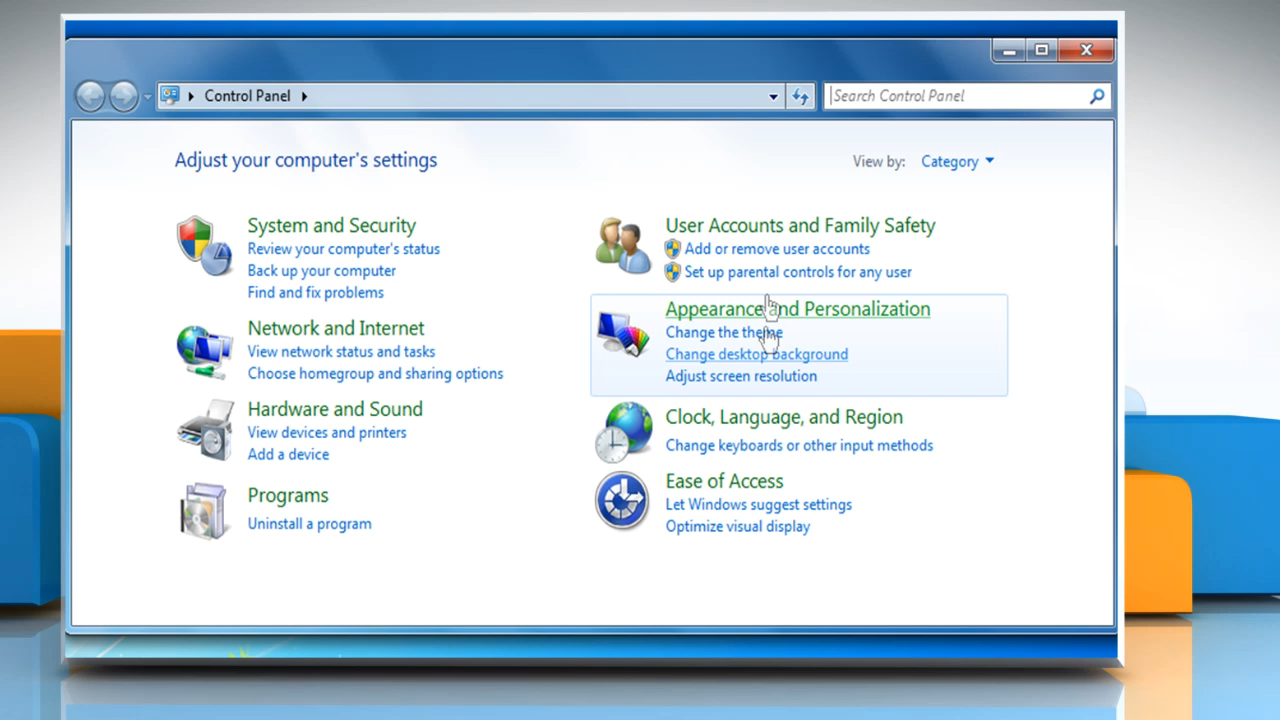 Control Panel
Search Control Panel
Adjust your computer's settings
View by: Category
System and Security
Review your computer's status
Back up your computer
Find and fix problems
Network and Internet
View network status and tasks
Choose homegroup and sharing options
Hardware and Sound
View devices and printers
Add a device
Programs
Uninstall a program
User Accounts and Family Safety
Add or remove user accounts
Set up parental controls for any user
Appearance and Personalization
Change the theme
Change desktop background
Adjust screen resolution
Clock, Language, and Region
Change keyboards or other input methods
Ease of Access
Let Windows suggest settings
Optimize visual display